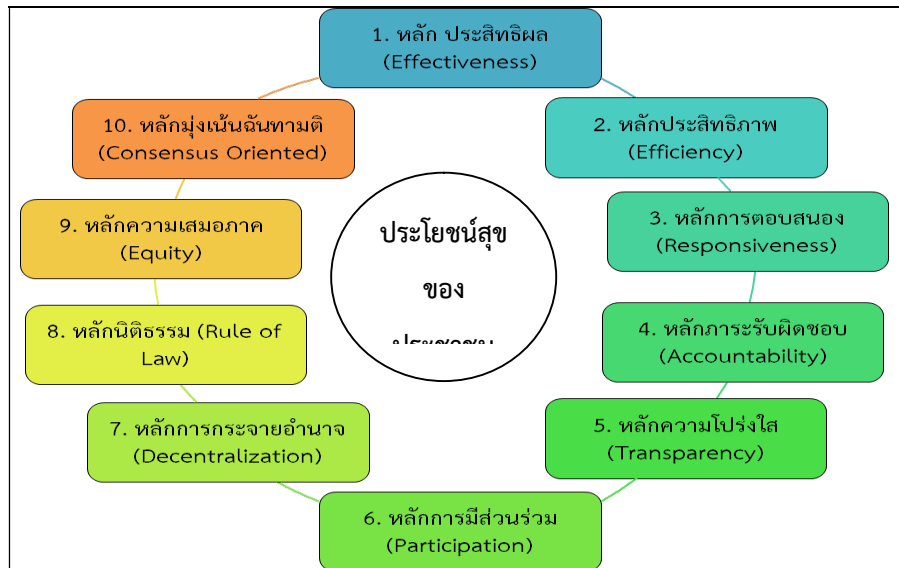 1. หลัก ประสิทธิผล
(Effectiveness)
2. หลักประสิทธิภาพ
(Efficiency)
3. หลักการตอบสนอง
(Responsiveness)
4. หลักภาระรับผิดชอบ
(Accountability)
5. หลักความโปร่งใส
(Transparency)
6. หลักการมีส่วนร่วม
(Participation)
7. หลักการกระจายอำนาจ
(Decentralization)
8. หลักนิติธรรม (Rule of
Law)
9. หลักความเสมอภาค
(Equity)
10. หลักมุ่งเน้นฉันทามติ
(Consensus Oriented)
ประโยชน์สุข
ของ